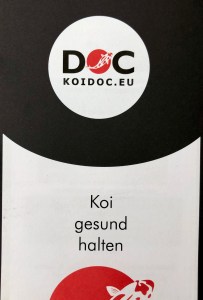 DOC
KOIDOC.EU
Koi
gesund
halten